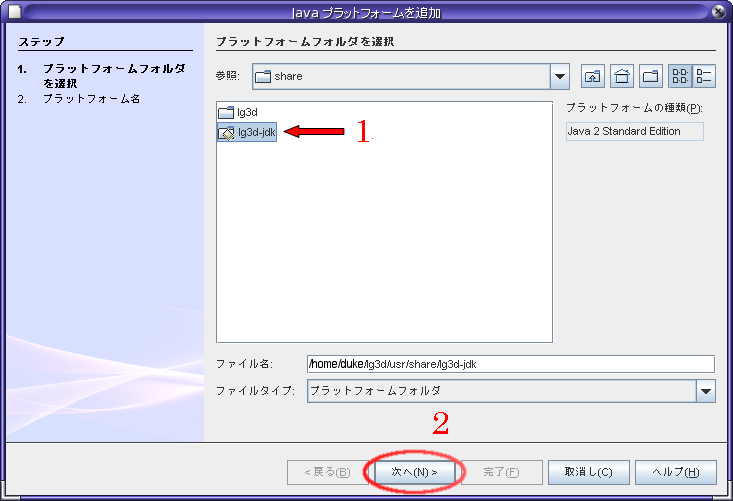 Java プラットフォームを追加
ステップ
1. プラットフォームフォルダ
を選択
2. プラットフォーム名
プラットフォームフォルダを選択
参照: share
lg3d
lg3d-jdk
1
プラットフォームの種類(P):
Java 2 Standard Edition
ファイル名: /home/duke/lg3d/usr/share/lg3d-jdk
ファイルタイプ: プラットフォームフォルダ
2
< 戻る(B) 次へ(N) > 完了(F) 取消し(C) ヘルプ(H)